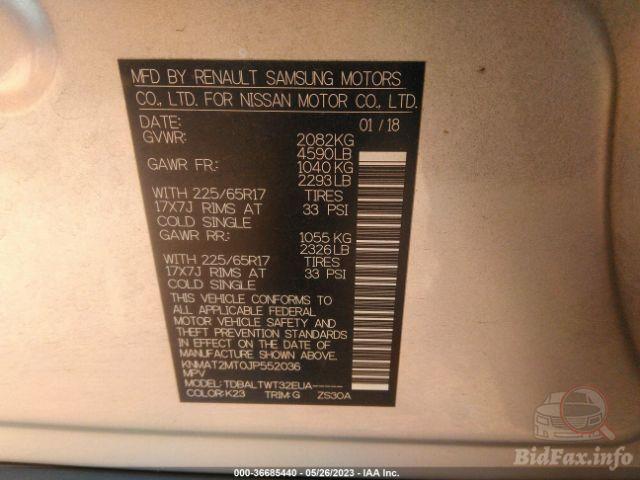 MFD BY RENAULT SAMSUNG MOTORS
CO., LTD. FOR NISSAN MOTOR CO., LTD.
DATE: 01 / 18
GVWR: 2082KG
4590LB
GAWR FR: 1040 KG
2293 LB
WITH 225/65R17 TIRES
17X7J RIMS AT 33 PSI
COLD SINGLE
GAWR RR: 1055 KG
2326 LB
WITH 225/65R17 TIRES
17X7J RIMS AT 33 PSI
COLD SINGLE
THIS VEHICLE CONFORMS TO
ALL APPLICABLE FEDERAL
MOTOR VEHICLE SAFETY AND
THEFT PREVENTION STANDARDS
IN EFFECT ON THE DATE OF
MANUFACTURE SHOWN ABOVE.
KNMAT2MT0JP552036
MPV
MODEL: TDBALTWT32EUA-----
COLOR: K23 TRIM: G ZS30A
000-36685440 - 05/26/2023 - IAA Inc.
BidFax.info